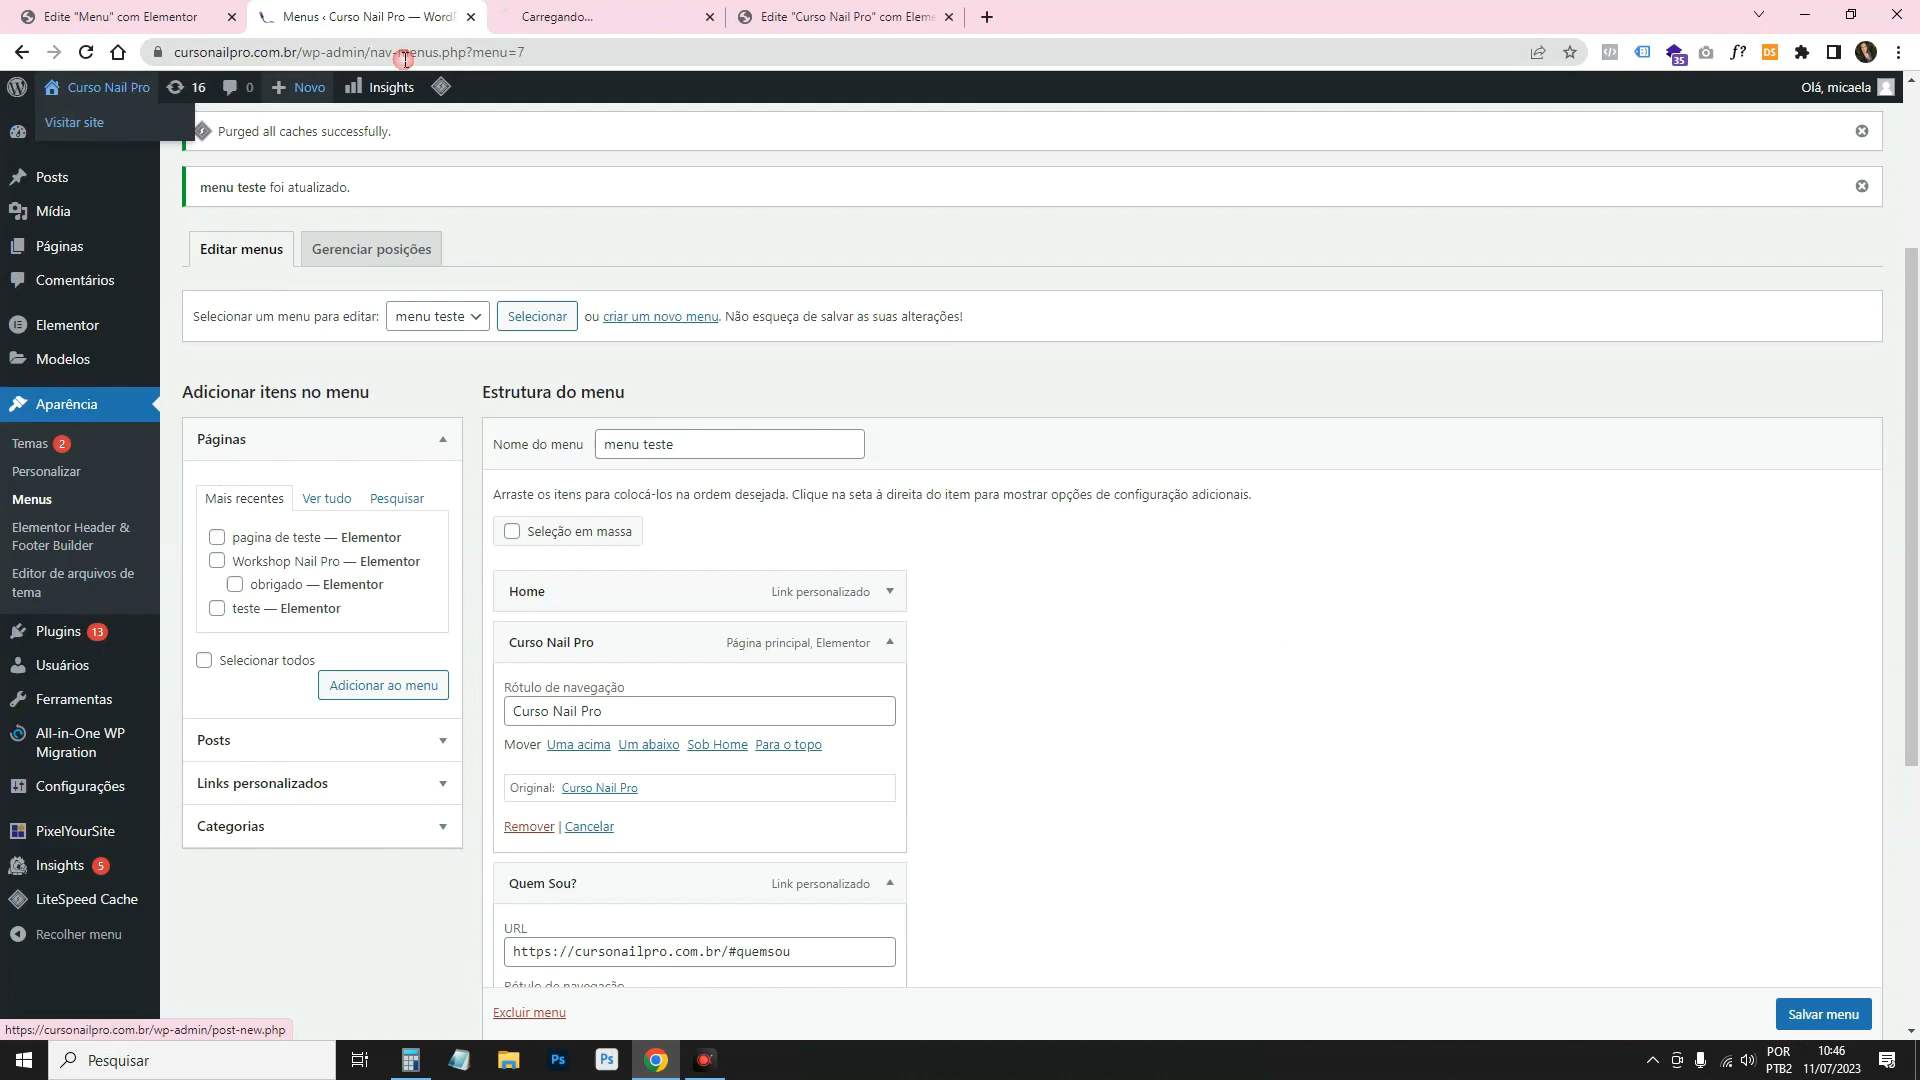 Edite "Menu" com Elementor
Menus ‹ Curso Nail Pro — WordP
Carregando...
Edite "Curso Nail Pro" com Eleme
cursonailpro.com.br/wp-admin/nav-menus.php?menu=7
35
f?
DS
Curso Nail Pro
16
0
Novo
Insights
Olá, micaela
Visitar site
Purged all caches successfully.
menu teste foi atualizado.
Posts
Mídia
Páginas
Comentários
Elementor
Modelos
Aparência
Temas 2
Personalizar
Menus
Elementor Header &
Footer Builder
Editor de arquivos de
tema
Plugins 13
Usuários
Ferramentas
All-in-One WP
Migration
Configurações
PixelYourSite
Insights 5
LiteSpeed Cache
Recolher menu
Editar menus
Gerenciar posições
Selecionar um menu para editar: menu teste Selecionar ou criar um novo menu. Não esqueça de salvar as suas alterações!
Adicionar itens no menu
Páginas
Mais recentes Ver tudo Pesquisar
pagina de teste — Elementor
Workshop Nail Pro — Elementor
obrigado — Elementor
teste — Elementor
Selecionar todos
Adicionar ao menu
Posts
Links personalizados
Categorias
Estrutura do menu
Nome do menu menu teste
Arraste os itens para colocá-los na ordem desejada. Clique na seta à direita do item para mostrar opções de configuração adicionais.
Seleção em massa
Home Link personalizado
Curso Nail Pro Página principal, Elementor
Rótulo de navegação
Curso Nail Pro
Mover Uma acima Um abaixo Sob Home Para o topo
Original: Curso Nail Pro
Remover | Cancelar
Quem Sou? Link personalizado
URL
https://cursonailpro.com.br/#quemsou
Rótulo de navegação
Excluir menu
Salvar menu
https://cursonailpro.com.br/wp-admin/post-new.php
Pesquisar
Ps
Ps
POR
PTB2
10:46
11/07/2023